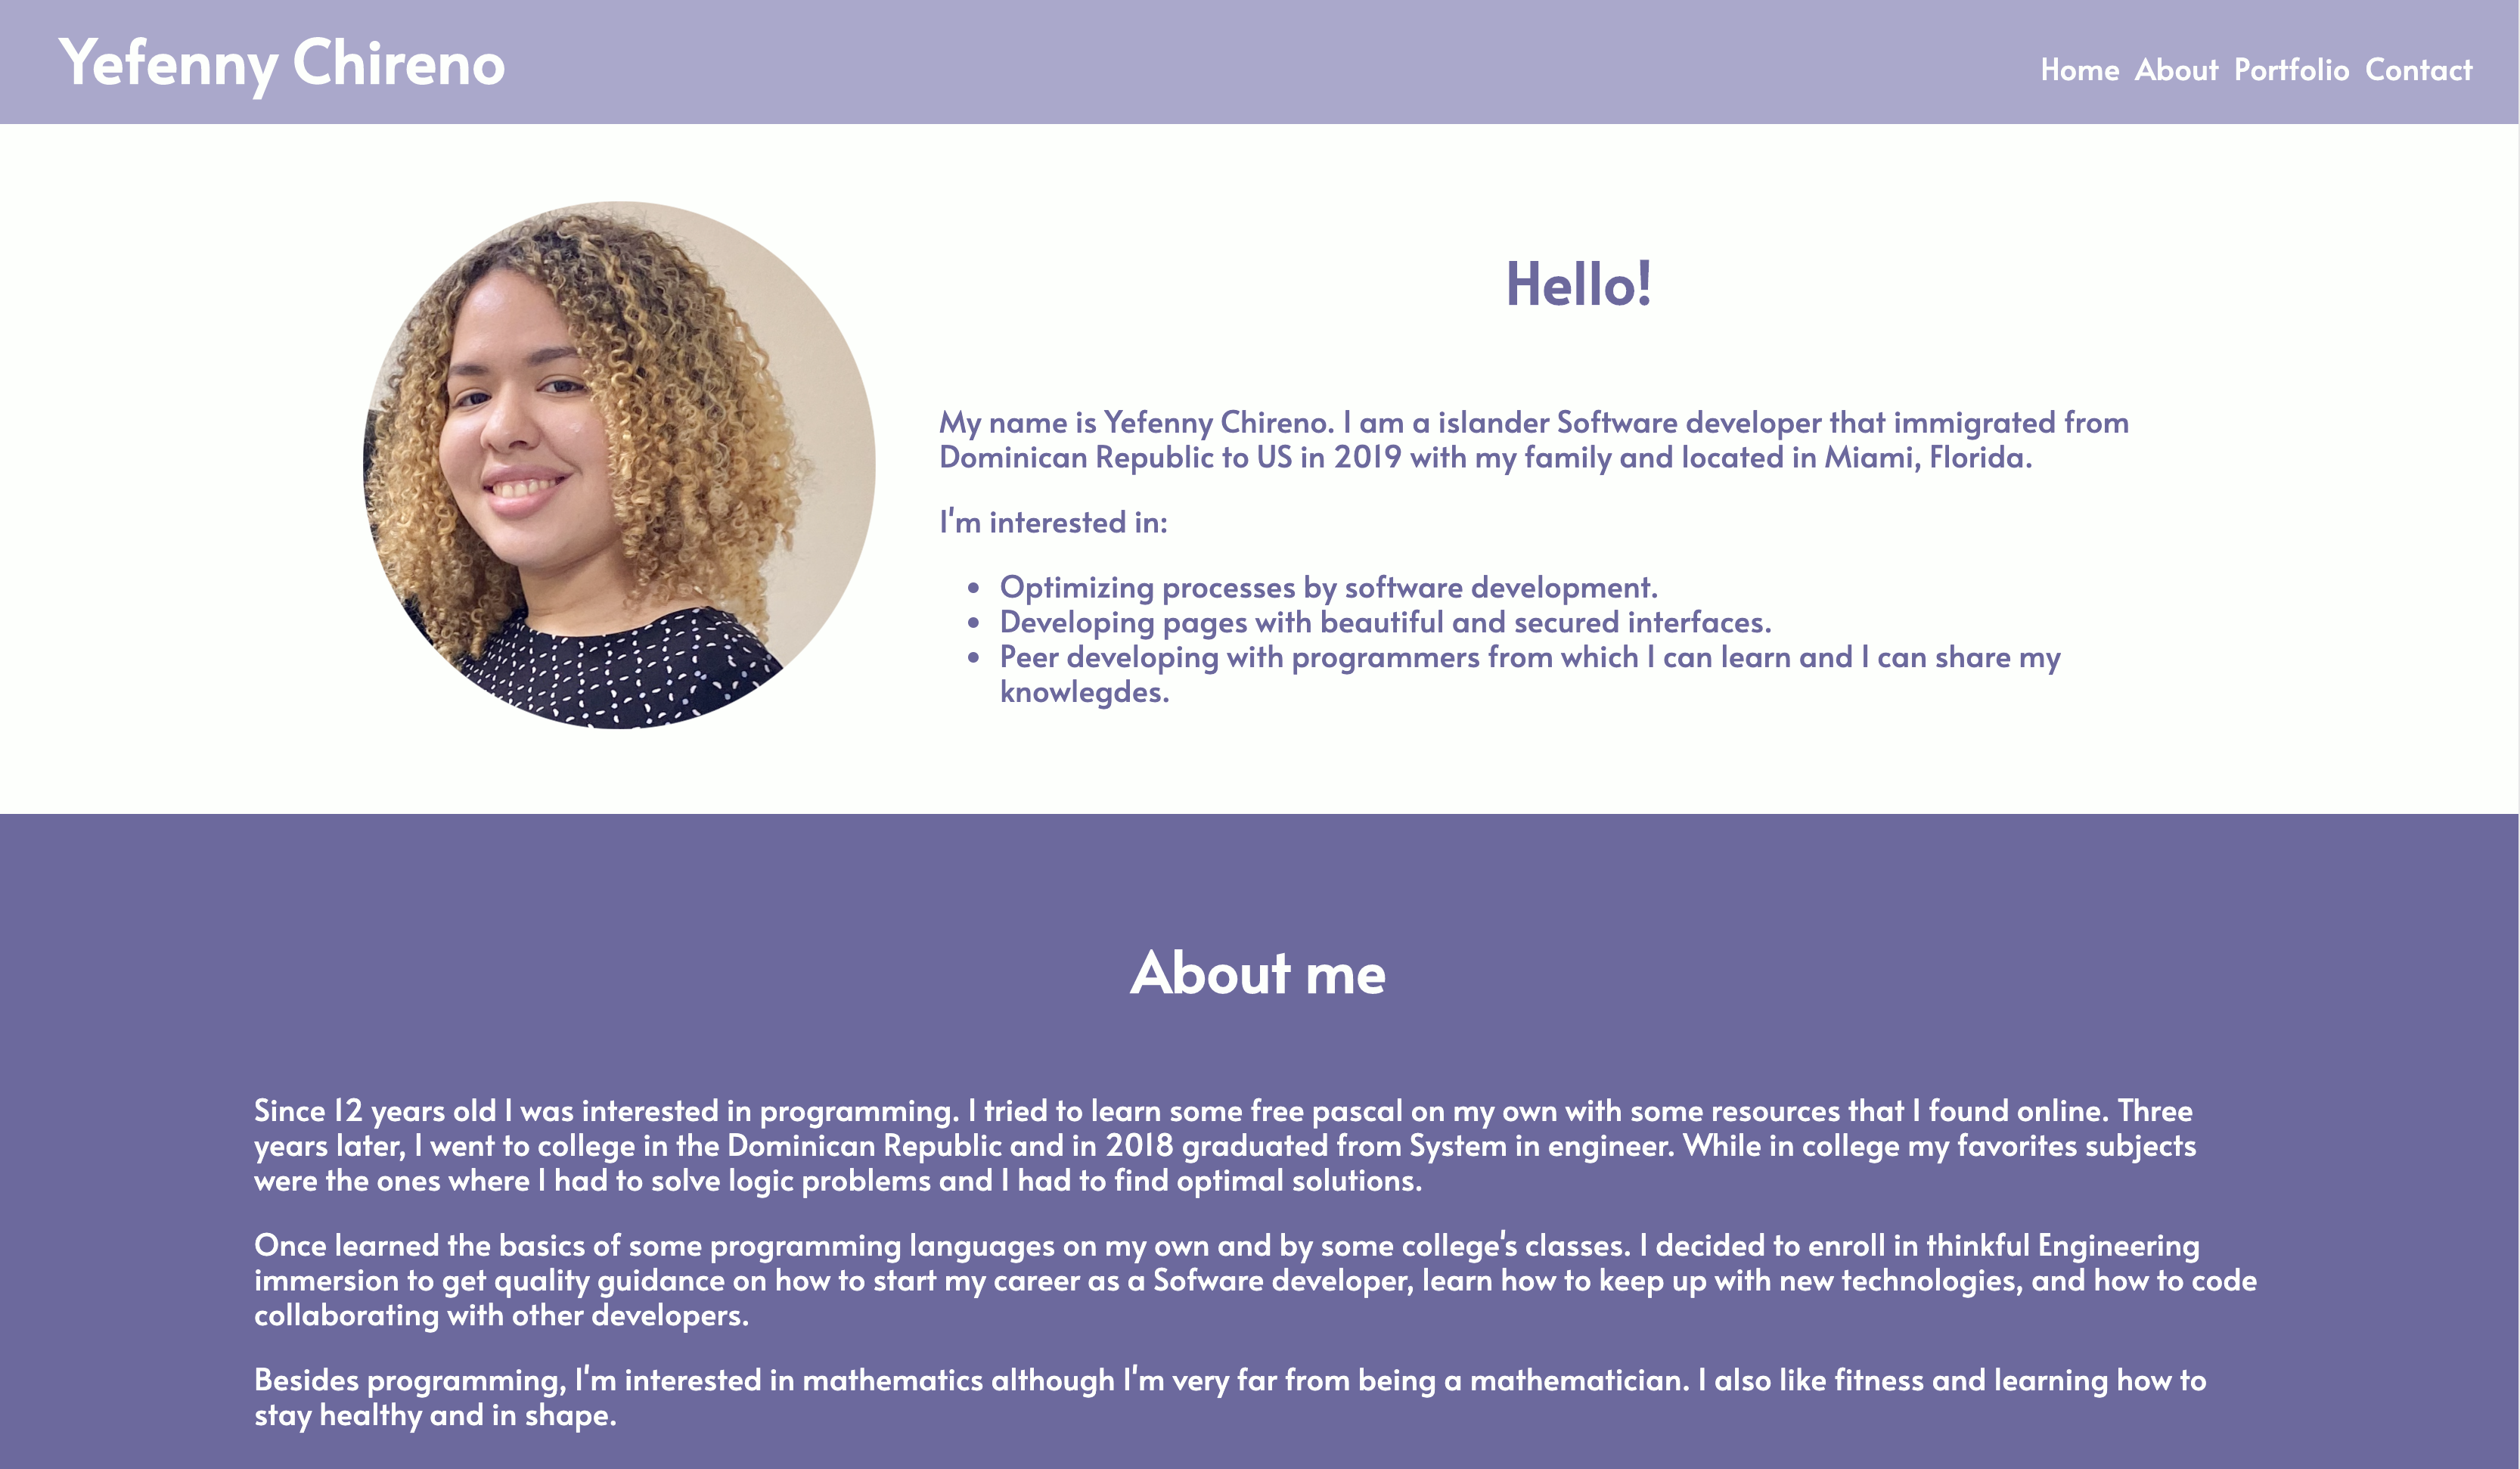 Yefenny Chireno
Home About Portfolio Contact
Hello!
My name is Yefenny Chireno. I am a islander Software developer that immigrated from
Dominican Republic to US in 2019 with my family and located in Miami, Florida.
I'm interested in:
• Optimizing processes by software development.
• Developing pages with beautiful and secured interfaces.
• Peer developing with programmers from which I can learn and I can share my
knowlegdes.
About me
Since 12 years old I was interested in programming. I tried to learn some free pascal on my own with some resources that I found online. Three
years later, I went to college in the Dominican Republic and in 2018 graduated from System in engineer. While in college my favorites subjects
were the ones where I had to solve logic problems and I had to find optimal solutions.
Once learned the basics of some programming languages on my own and by some college's classes. I decided to enroll in thinkful Engineering
immersion to get quality guidance on how to start my career as a Sofware developer, learn how to keep up with new technologies, and how to code
collaborating with other developers.
Besides programming, I'm interested in mathematics although I'm very far from being a mathematician. I also like fitness and learning how to
stay healthy and in shape.